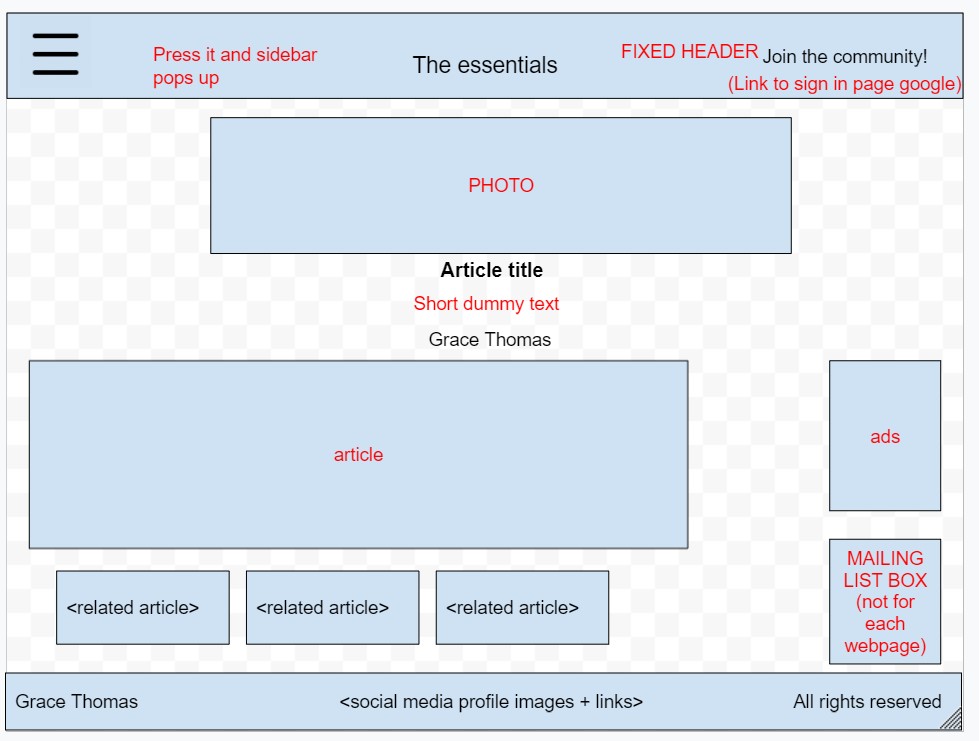 Press it and sidebar
pops up
The essentials
FIXED HEADER
Join the community!
(Link to sign in page google)
PHOTO
Article title
Short dummy text
Grace Thomas
article
ads
MAILING
LIST BOX
(not for
each
webpage)
<related article>
<related article>
<related article>
Grace Thomas
<social media profile images + links>
All rights reserved